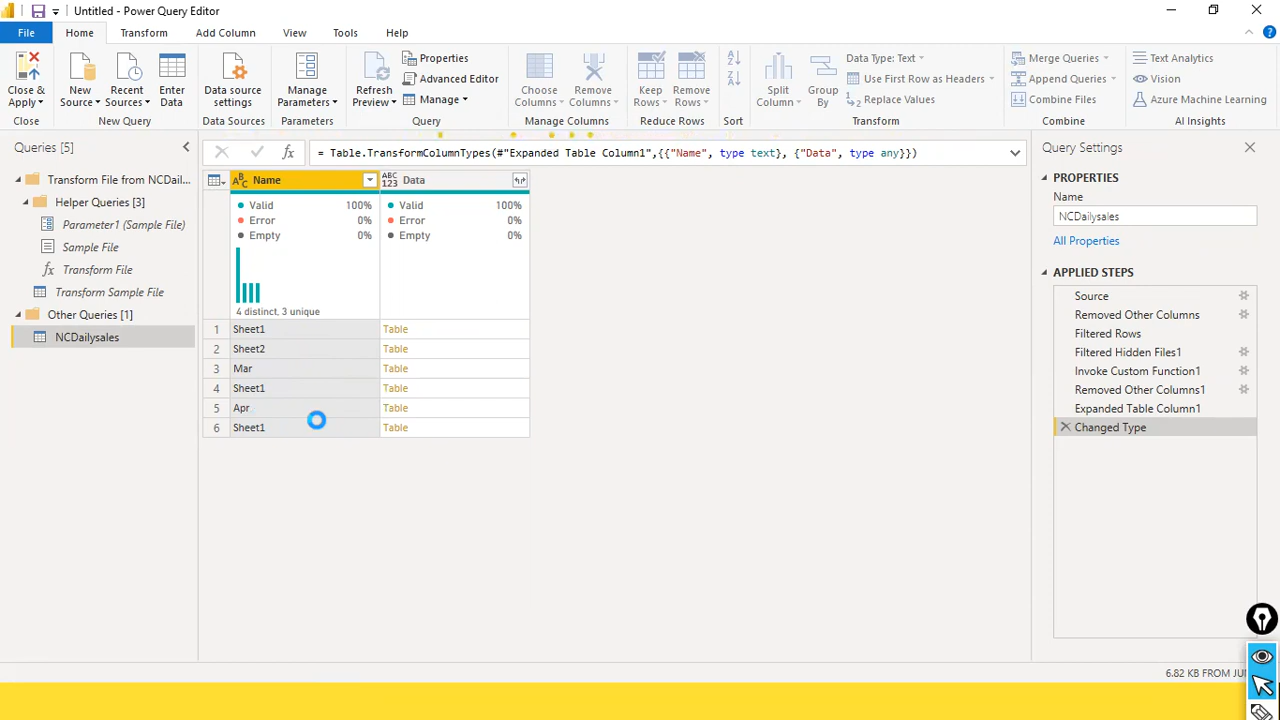 Untitled - Power Query Editor
File
Home
Transform
Add Column
View
Tools
Help
Close &
Apply
Close
New
Source
Recent
Sources
Enter
Data
New Query
Data source
settings
Data Sources
Manage
Parameters
Parameters
Refresh
Preview
Properties
Advanced Editor
Manage
Query
Choose
Columns
Remove
Columns
Manage Columns
Keep
Rows
Remove
Rows
Reduce Rows
Sort
Split
Column
Group
By
Data Type: Text
Use First Row as Headers
Replace Values
Transform
Merge Queries
Append Queries
Combine Files
Combine
Text Analytics
Vision
Azure Machine Learning
AI Insights
Queries [5]
Transform File from NCDail...
Helper Queries [3]
Parameter1 (Sample File)
Sample File
fx Transform File
Transform Sample File
Other Queries [1]
NCDailysales
fx
= Table.TransformColumnTypes(#"Expanded Table Column1",{{"Name", type text}, {"Data", type any}})
ABC Name
ABC 123 Data
Valid 100%
Error 0%
Empty 0%
4 distinct, 3 unique
Valid 100%
Error 0%
Empty 0%
1 Sheet1 Table
2 Sheet2 Table
3 Mar Table
4 Sheet1 Table
5 Apr Table
6 Sheet1 Table
Query Settings
PROPERTIES
Name
NCDailysales
All Properties
APPLIED STEPS
Source
Removed Other Columns
Filtered Rows
Filtered Hidden Files1
Invoke Custom Function1
Removed Other Columns1
Expanded Table Column1
Changed Type
6.82 KB FROM